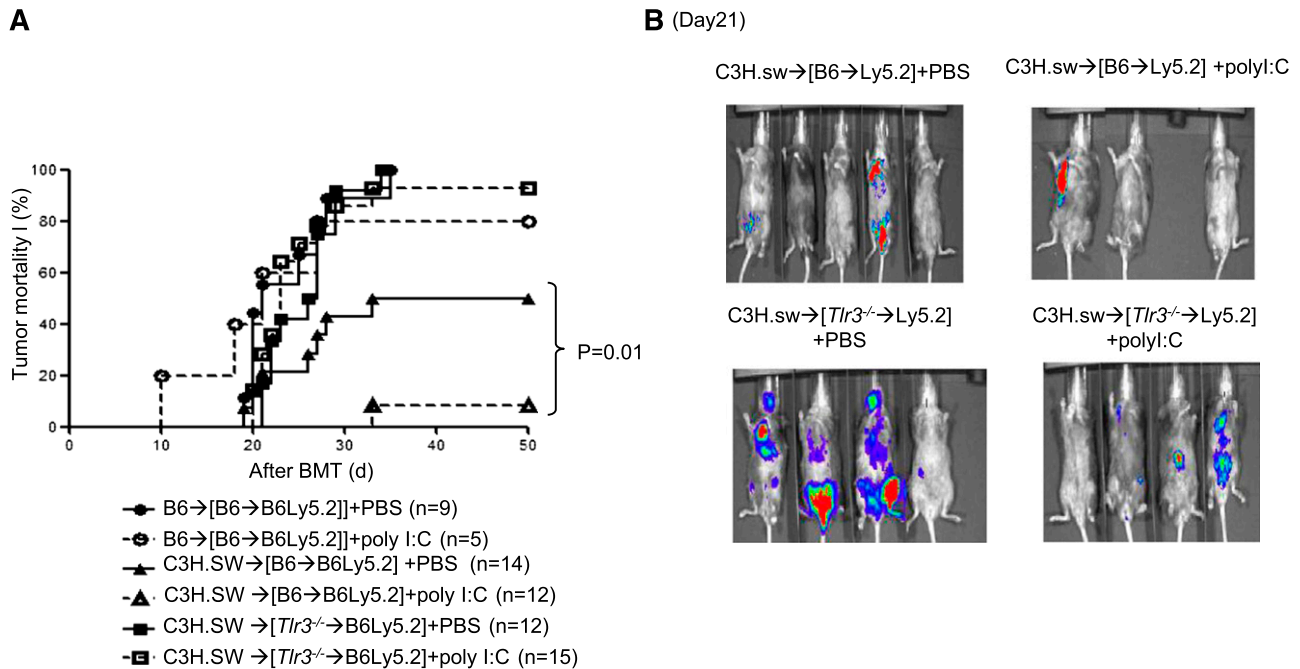 A
B (Day21)
C3H.sw→[B6→Ly5.2]+PBS
C3H.sw→[B6→Ly5.2] +polyI:C
C3H.sw→[Tlr3-/-→Ly5.2]
+PBS
C3H.sw→[Tlr3-/-→Ly5.2]
+polyI:C
Tumor mortality I (%)
100
80
60
40
20
0
0 10 20 30 40 50
After BMT (d)
P=0.01
B6→[B6→B6Ly5.2]]+PBS (n=9)
B6→[B6→B6Ly5.2]]+poly I:C (n=5)
C3H.SW→[B6→B6Ly5.2] +PBS (n=14)
C3H.SW →[B6→B6Ly5.2]+poly I:C (n=12)
C3H.SW →[Tlr3-/-→B6Ly5.2]+PBS (n=12)
C3H.SW →[Tlr3-/-→B6Ly5.2]+poly I:C (n=15)